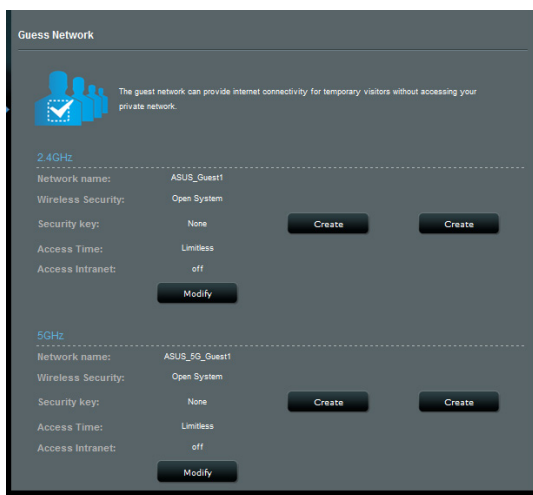 Guess Network
The guest network can provide internet connectivity for temporary visitors without accessing your
private network.
2.4GHz
Network name: ASUS_Guest1
Wireless Security: Open System
Security key: None Create Create
Access Time: Limitless
Access Intranet: off
Modify
5GHz
Network name: ASUS_5G_Guest1
Wireless Security: Open System
Security key: None Create Create
Access Time: Limitless
Access Intranet: off
Modify